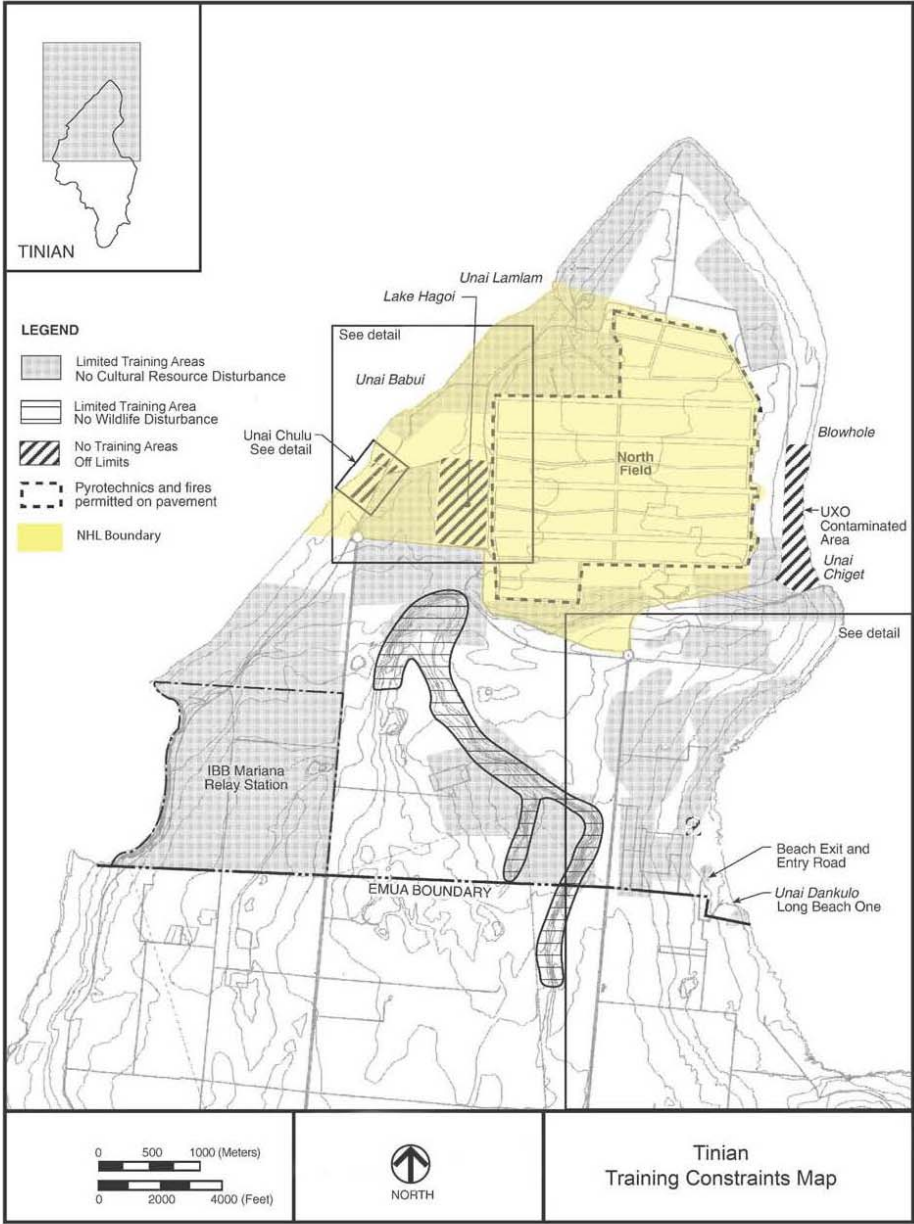 TINIAN
LEGEND
Limited Training Areas
No Cultural Resource Disturbance
Limited Training Area
No Wildlife Disturbance
No Training Areas
Off Limits
Pyrotechnics and fires
permitted on pavement
NHL Boundary
Unai Lamlam
Lake Hagoi
See detail
Unai Babui
Unai Chulu
See detail
North
Field
Blowhole
UXO
Contaminated
Area
Unai
Chiget
See detail
IBB Mariana
Relay Station
EMUA BOUNDARY
Beach Exit and
Entry Road
Unai Dankulo
Long Beach One
0 500 1000 (Meters)
0 2000 4000 (Feet)
NORTH
Tinian
Training Constraints Map